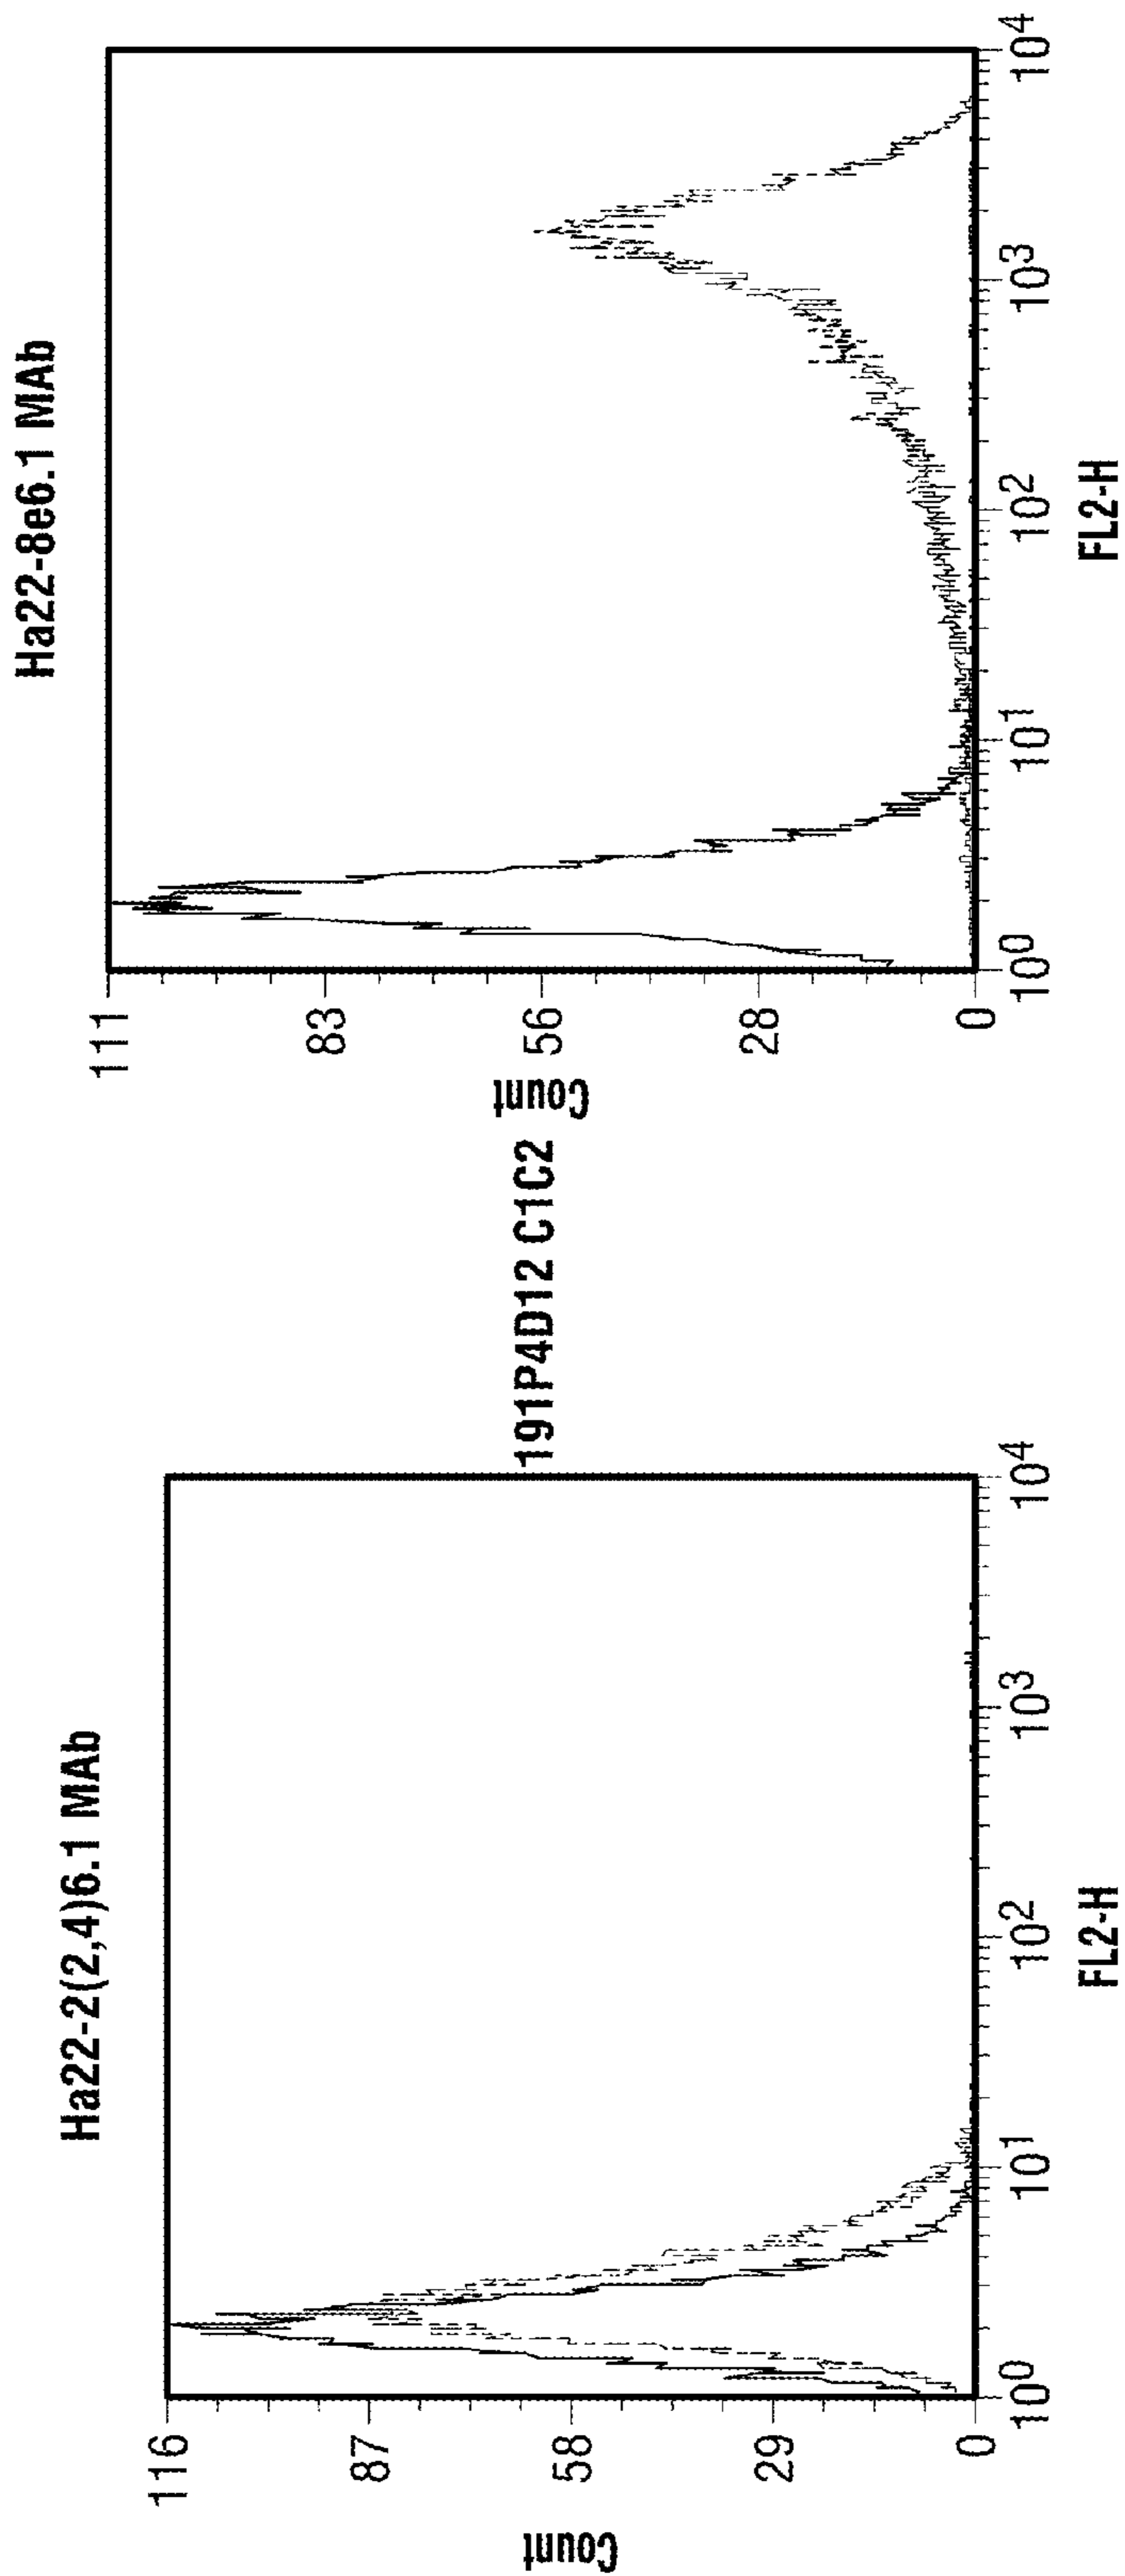 Ha22-2(2,4)6.1 MAb
Count
116
87
58
29
0
10^0
10^1
10^2
10^3
10^4
FL2-H
191P4D12 C1C2
Ha22-8e6.1 MAb
Count
111
83
56
28
0
10^0
10^1
10^2
10^3
10^4
FL2-H